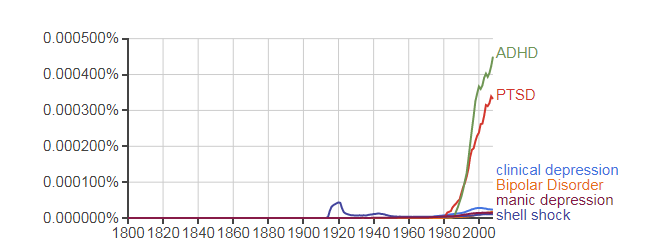 0.000500%
ADHD
0.000400%
PTSD
0.000300%
0.000200%
clinical depression
0.000100%
Bipolar Disorder
manic depression
0.000000%
shell shock
1800 1820 1840 1860 1880 1900 1920 1940 1960 1980 2000